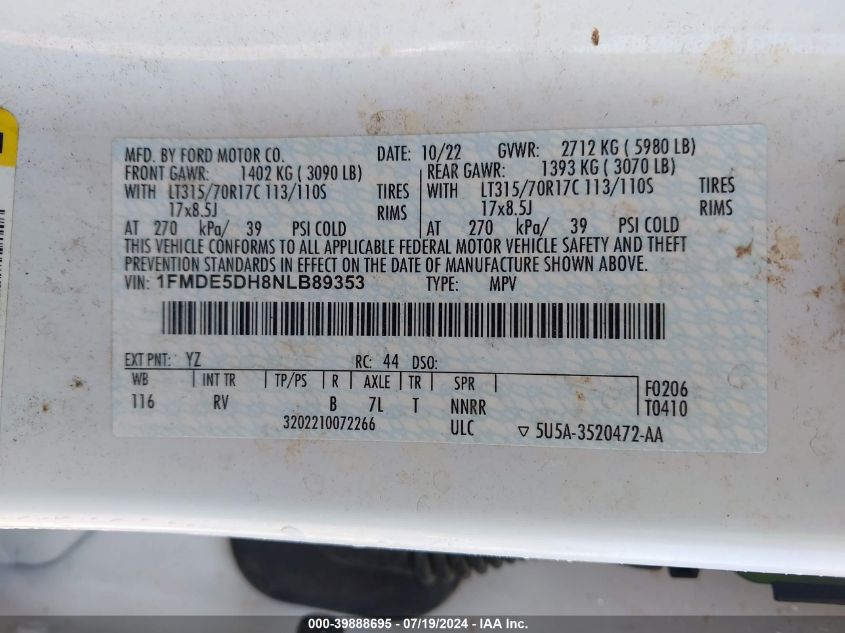 MFD. BY FORD MOTOR CO. DATE: 10/22 GVWR: 2712 KG ( 5980 LB)
FRONT GAWR: 1402 KG ( 3090 LB) REAR GAWR: 1393 KG ( 3070 LB)
WITH LT315/70R17C 113/110S TIRES WITH LT315/70R17C 113/110S TIRES
17x8.5J RIMS 17x8.5J RIMS
AT 270 kPa/ 39 PSI COLD AT 270 kPa/ 39 PSI COLD
THIS VEHICLE CONFORMS TO ALL APPLICABLE FEDERAL MOTOR VEHICLE SAFETY AND THEFT
PREVENTION STANDARDS IN EFFECT ON THE DATE OF MANUFACTURE SHOWN ABOVE.
VIN: 1FMDE5DH8NLB89353 TYPE: MPV
EXT PNT: YZ RC: 44 DSO:
WB INT TR TP/PS R AXLE TR SPR F0206
116 RV B 7L T NNRR T0410
3202210072266 ULC ▽ 5U5A-3520472-AA
000-39888695 - 07/19/2024 - IAA Inc.